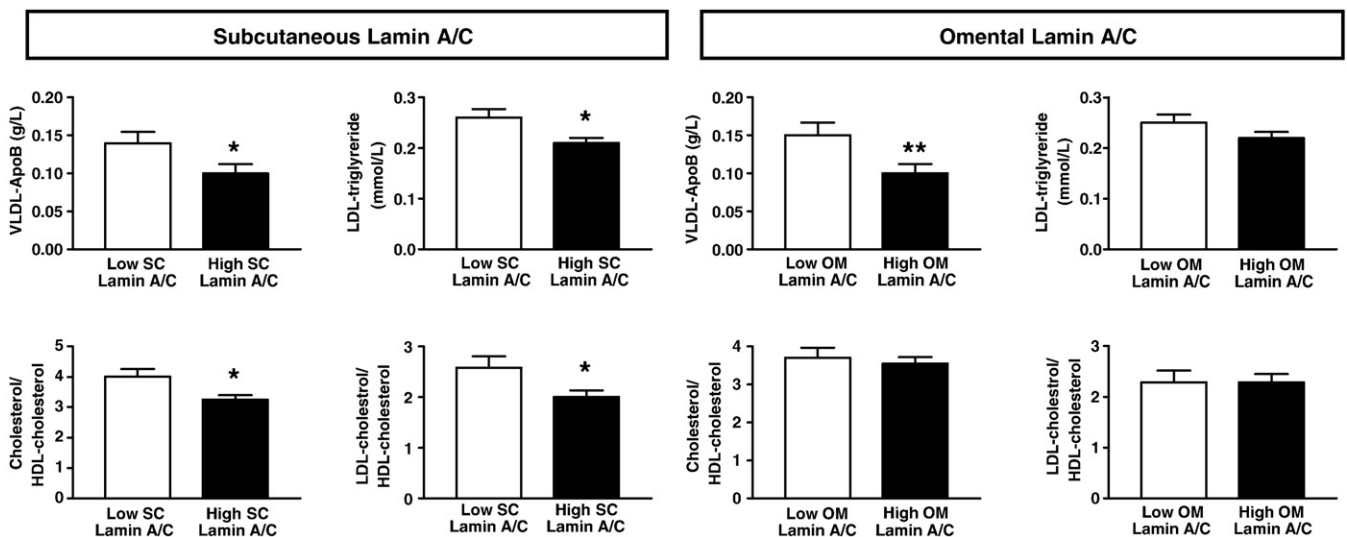 Subcutaneous Lamin A/C
Omental Lamin A/C
VLDL-ApoB (g/L)
0.20
0.15
0.10
0.05
0.00
*
Low SC
Lamin A/C
High SC
Lamin A/C
LDL-triglyreride
(mmol/L)
0.3
0.2
0.1
0.0
*
Low SC
Lamin A/C
High SC
Lamin A/C
VLDL-ApoB (g/L)
0.20
0.15
0.10
0.05
0.00
**
Low OM
Lamin A/C
High OM
Lamin A/C
LDL-triglyreride
(mmol/L)
0.3
0.2
0.1
0.0
Low OM
Lamin A/C
High OM
Lamin A/C
Cholesterol/
HDL-cholesterol
5
4
3
2
1
0
*
Low SC
Lamin A/C
High SC
Lamin A/C
LDL-cholestrol/
HDL-cholesterol
3
2
1
0
*
Low SC
Lamin A/C
High SC
Lamin A/C
Cholesterol/
HDL-cholesterol
4
3
2
1
0
Low OM
Lamin A/C
High OM
Lamin A/C
LDL-cholestrol/
HDL-cholesterol
3
2
1
0
Low OM
Lamin A/C
High OM
Lamin A/C